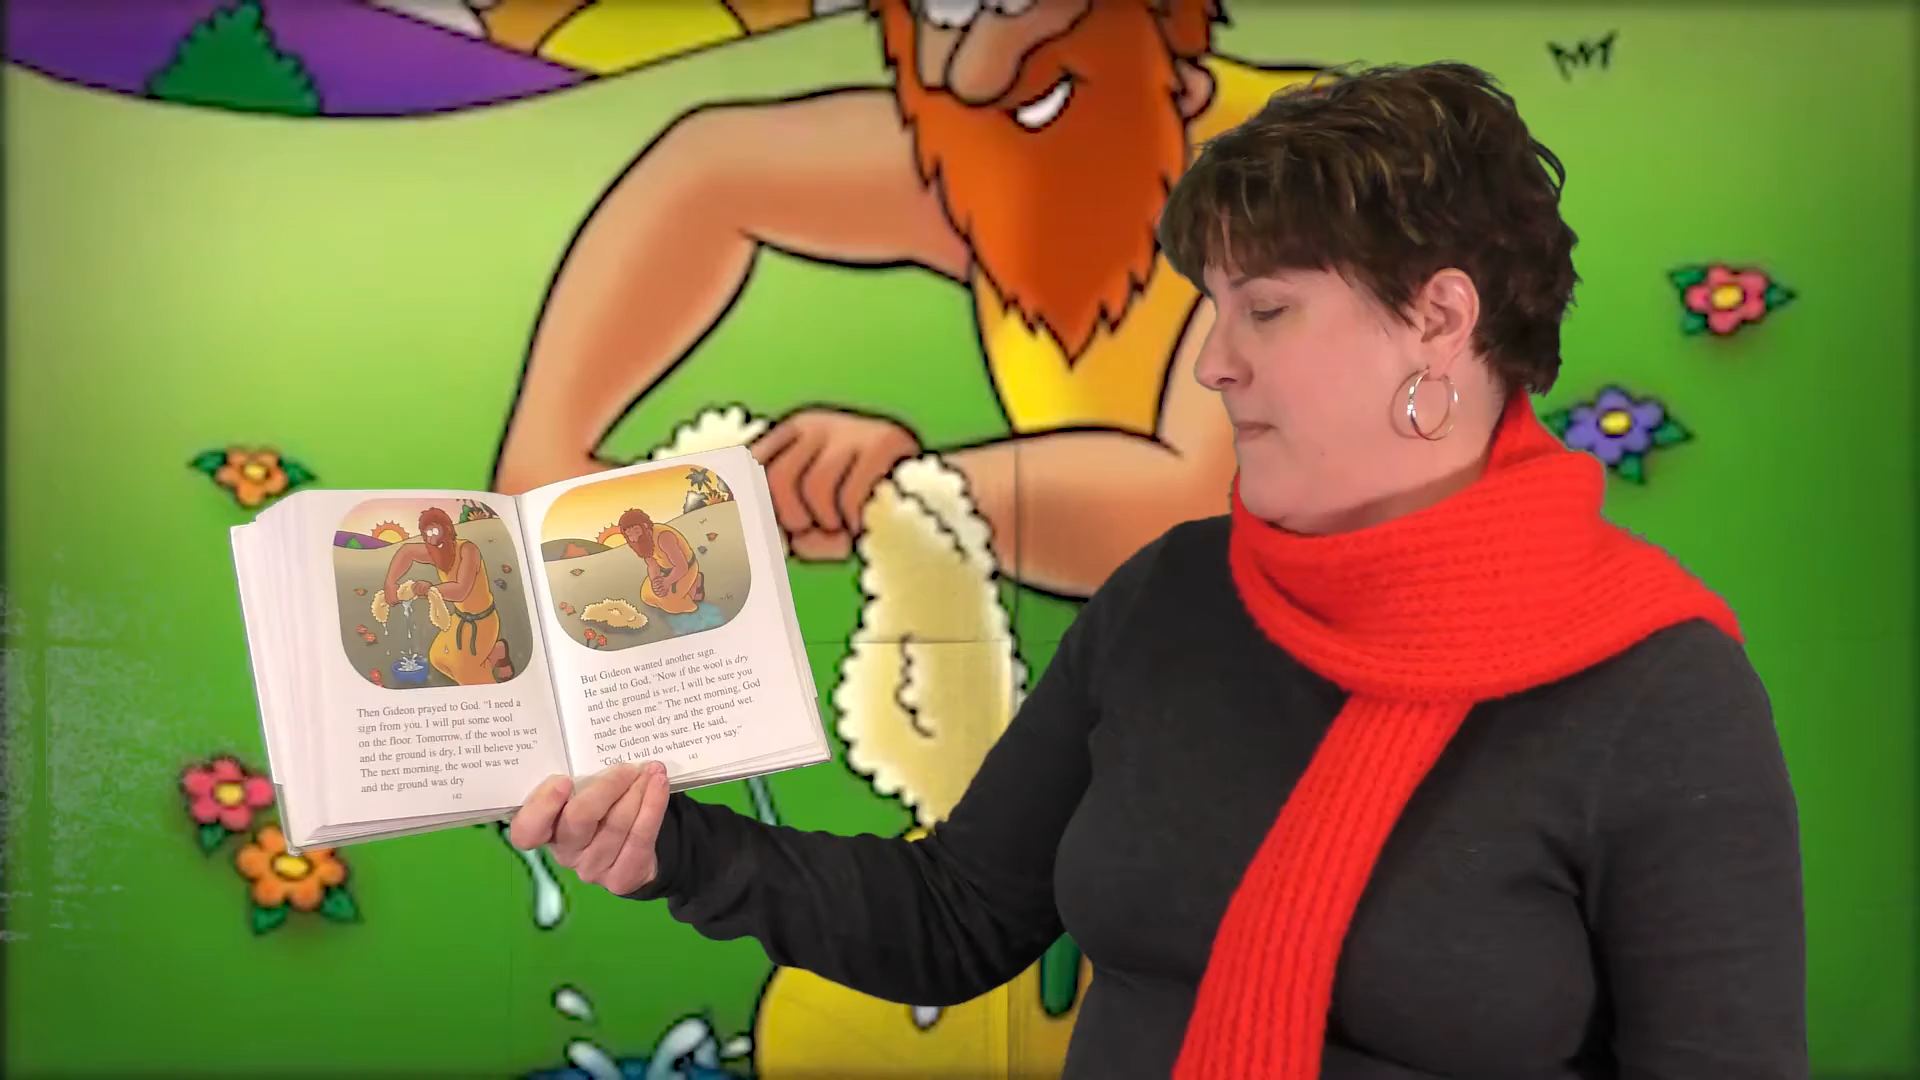 Then Gideon prayed to God. "I need a
sign from you. I will put some wool
on the floor. Tomorrow, if the wool is wet
and the ground is dry, I will believe you."
The next morning, the wool was wet
and the ground was dry
142
But Gideon wanted another sign.
He said to God, "Now if the wool is dry
and the ground is wet, I will be sure you
have chosen me." The next morning, God
made the wool dry and the ground wet.
Now Gideon was sure. He said,
"God, I will do whatever you say."
143